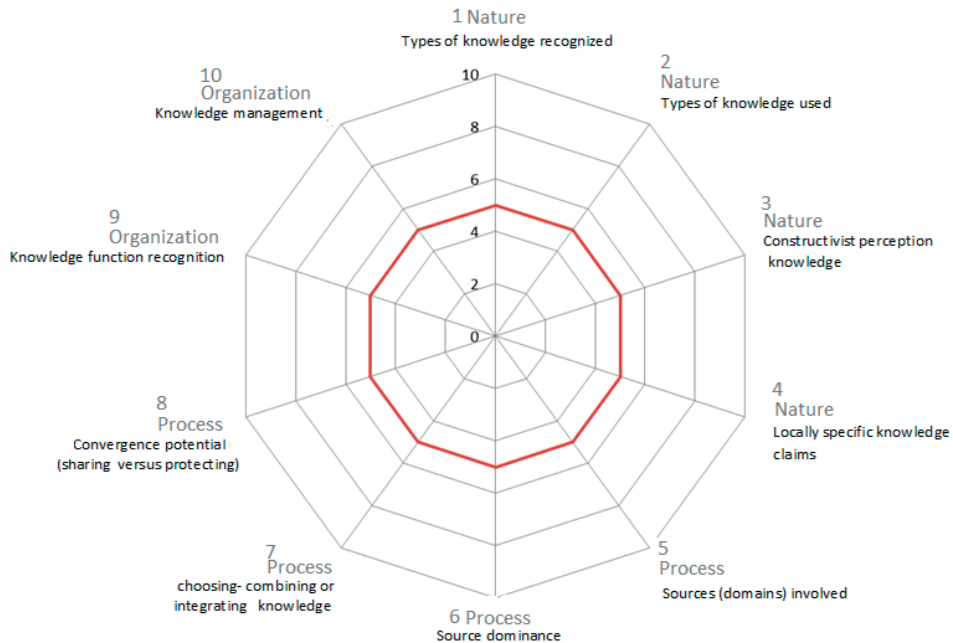 1 Nature
Types of knowledge recognized
2
Nature
Types of knowledge used
3
Nature
Constructivist perception
knowledge
4
Nature
Locally specific knowledge
claims
5
Process
Sources (domains) involved
6 Process
Source dominance
7
Process
choosing- combining or
integrating knowledge
8
Process
Convergence potential
(sharing versus protecting)
9
Organization
Knowledge function recognition
10
Organization
Knowledge management
10
8
6
4
2
0